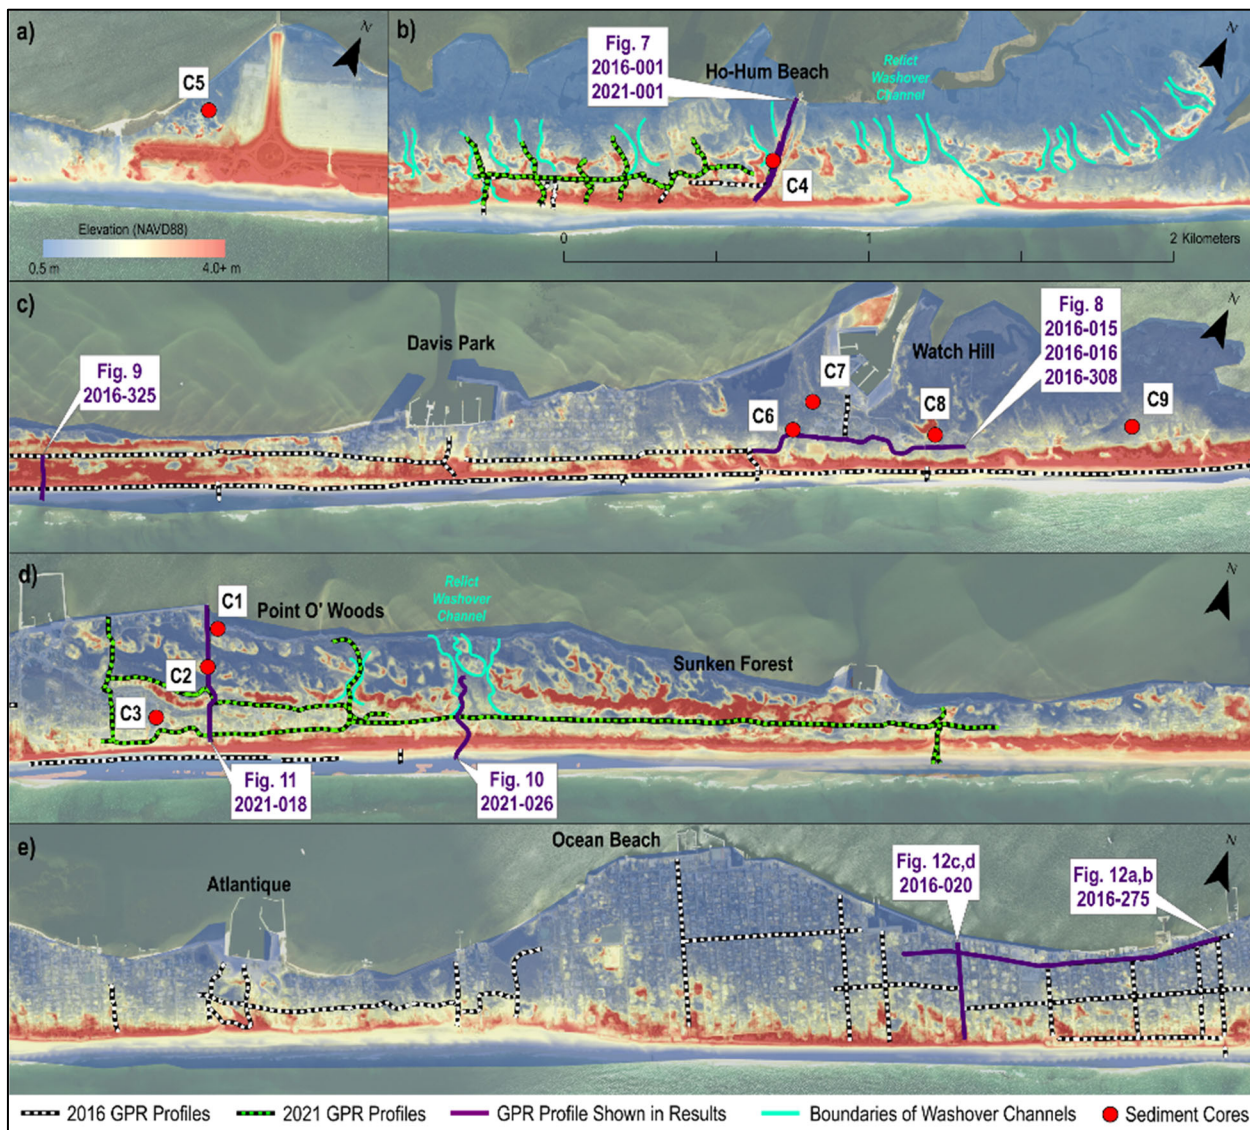 a)
N
C5
Elevation (NAVD88)
0.5 m
4.0+ m
b)
Fig. 7
2016-001
2021-001
Ho-Hum Beach
Relict
Washover
Channel
N
C4
0
1
2 Kilometers
c)
Fig. 9
2016-325
Davis Park
C7
C6
Watch Hill
C8
Fig. 8
2016-015
2016-016
2016-308
C9
N
d)
C1
Point O' Woods
C2
C3
Relict
Washover
Channel
Sunken Forest
N
Fig. 11
2021-018
Fig. 10
2021-026
e)
Atlantique
Ocean Beach
Fig. 12c,d
2016-020
Fig. 12a,b
2016-275
N
2016 GPR Profiles
2021 GPR Profiles
GPR Profile Shown in Results
Boundaries of Washover Channels
Sediment Cores